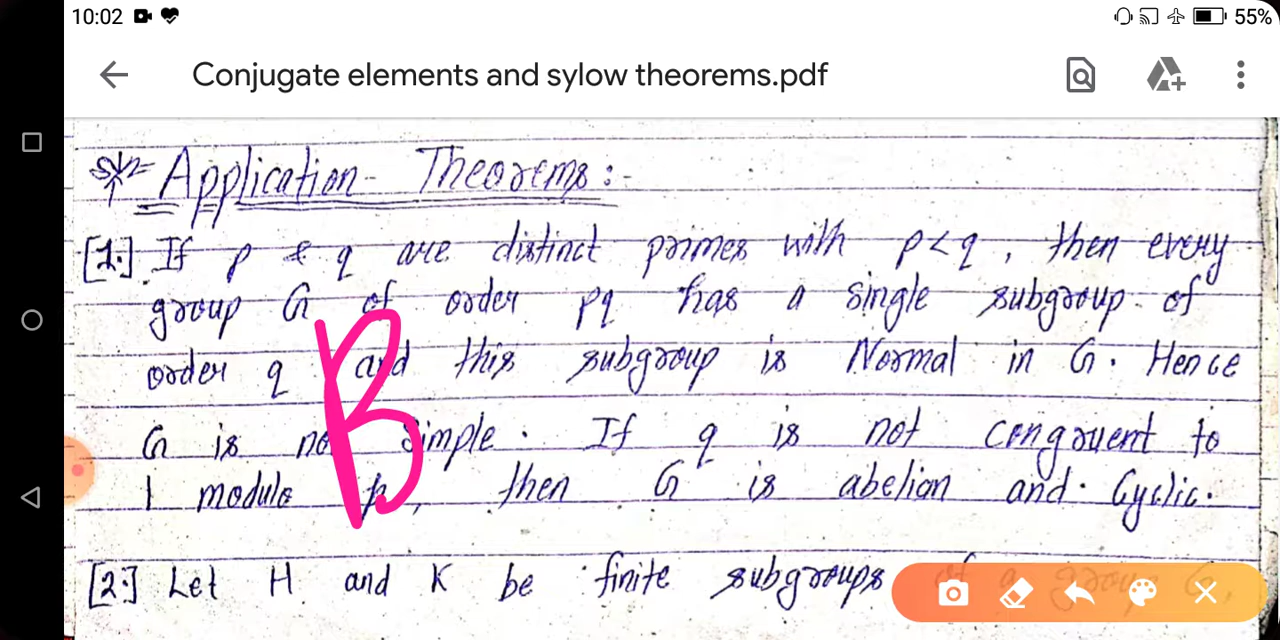 10:02
55%
Conjugate elements and sylow theorems.pdf
Application Theorems:-
[1.] If p & q are distinct primes with p<q, then every
group G of order pq has a single subgroup of
order q and this subgroup is Normal in G. Hence
G is not simple. If q is not congruent to
1 modulo p, then G is abelian and Cyclic.
B
[2.] Let H and K be finite subgroups of a group G,